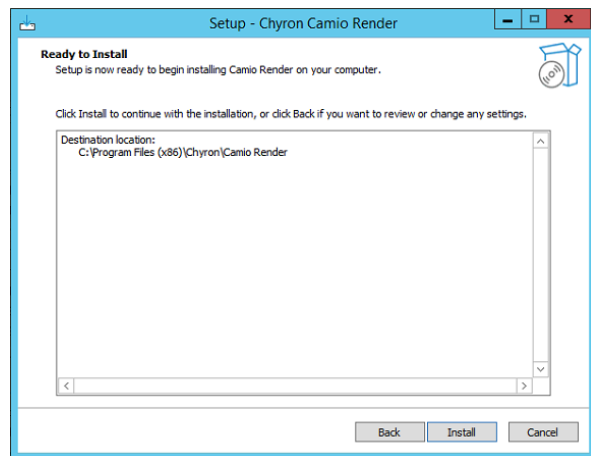 Setup - Chyron Camio Render
Ready to Install
Setup is now ready to begin installing Camio Render on your computer.
Click Install to continue with the installation, or click Back if you want to review or change any settings.
Destination location:
C:\Program Files (x86)\Chyron\Camio Render
Back Install Cancel